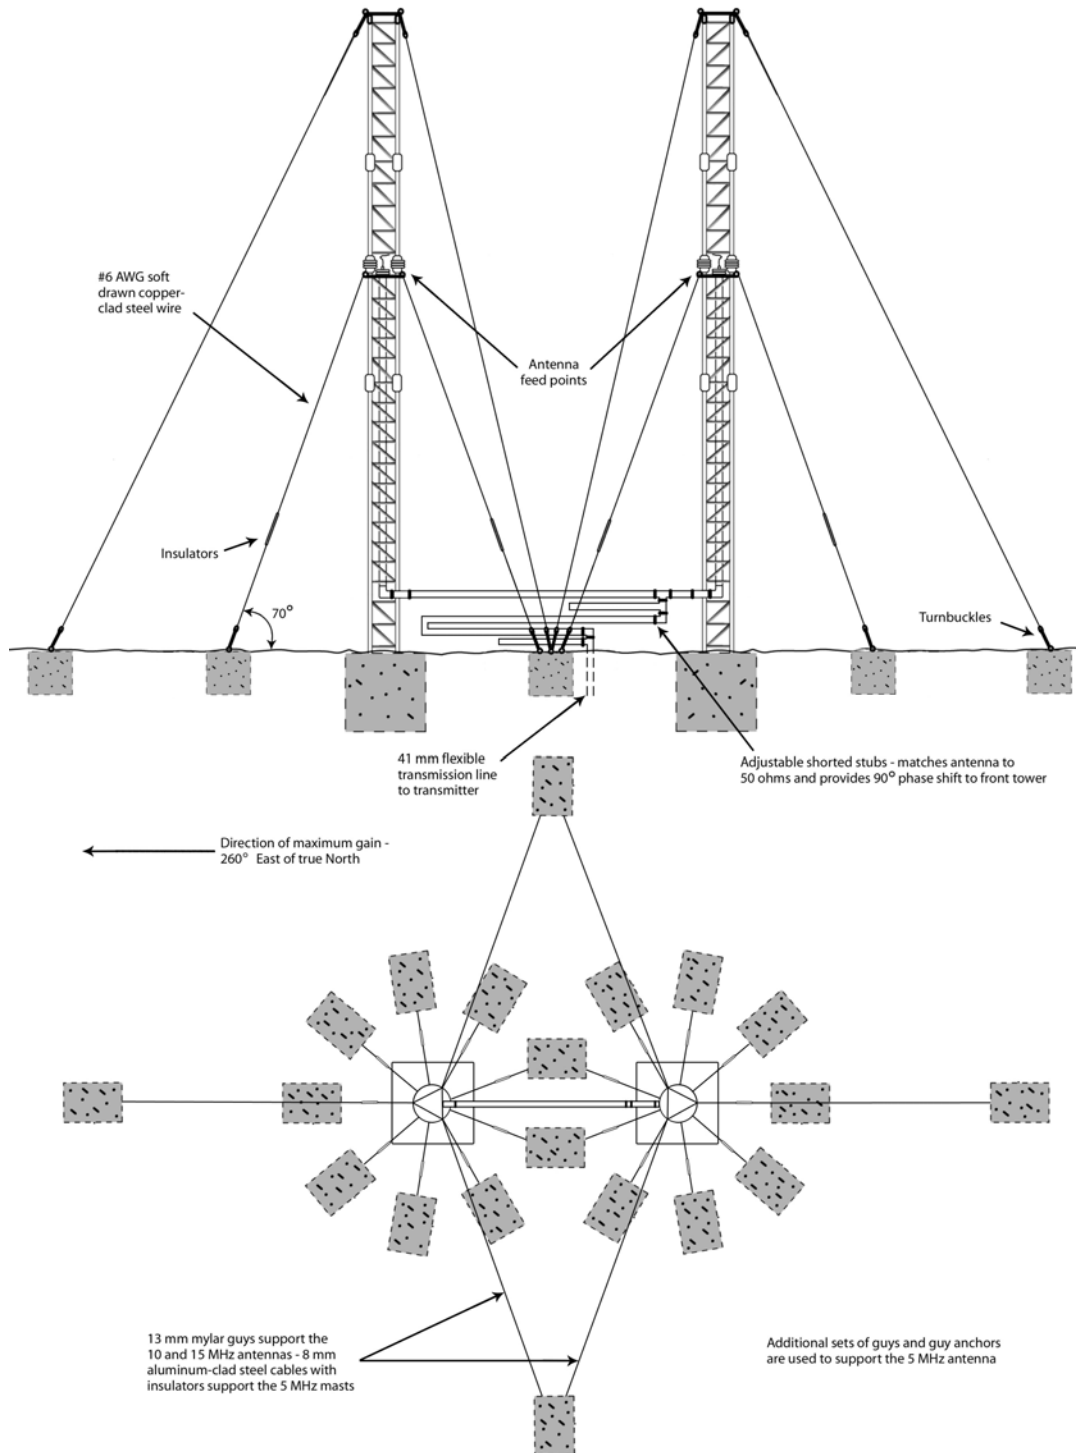 #6 AWG soft
drawn copper-
clad steel wire
Antenna
feed points
Insulators
70°
Turnbuckles
41 mm flexible
transmission line
to transmitter
Adjustable shorted stubs - matches antenna to
50 ohms and provides 90° phase shift to front tower
Direction of maximum gain -
260° East of true North
13 mm mylar guys support the
10 and 15 MHz antennas - 8 mm
aluminum-clad steel cables with
insulators support the 5 MHz masts
Additional sets of guys and guy anchors
are used to support the 5 MHz antenna